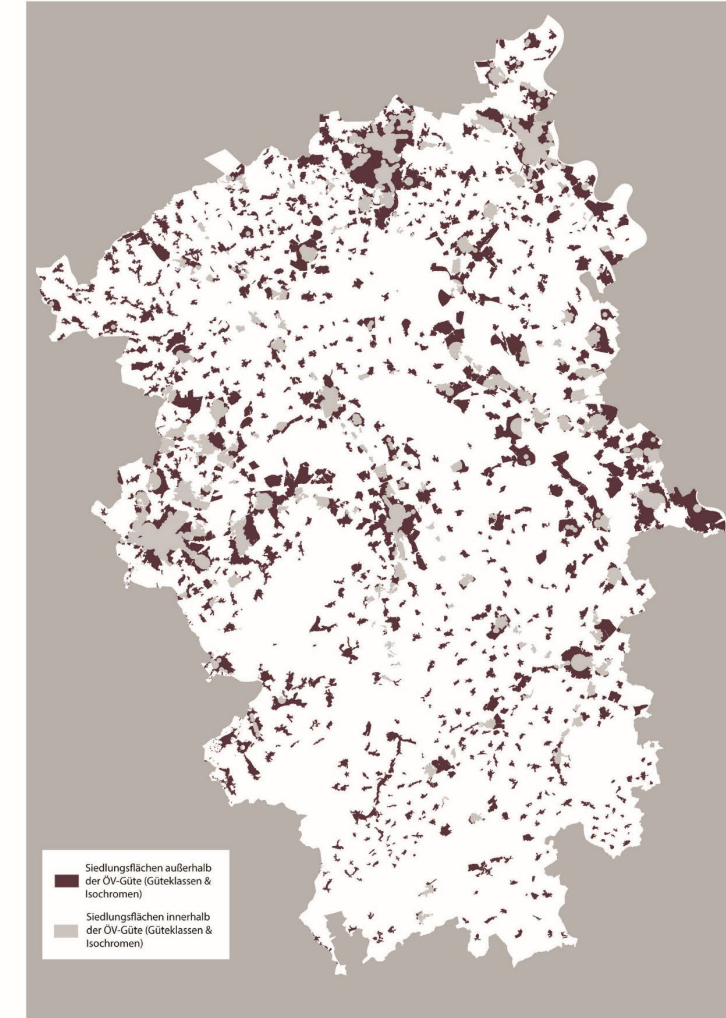 Siedlungsflächen außerhalb
der ÖV-Güte (Güteklassen &
Isochromen)
Siedlungsflächen innerhalb
der ÖV-Güte (Güteklassen &
Isochromen)